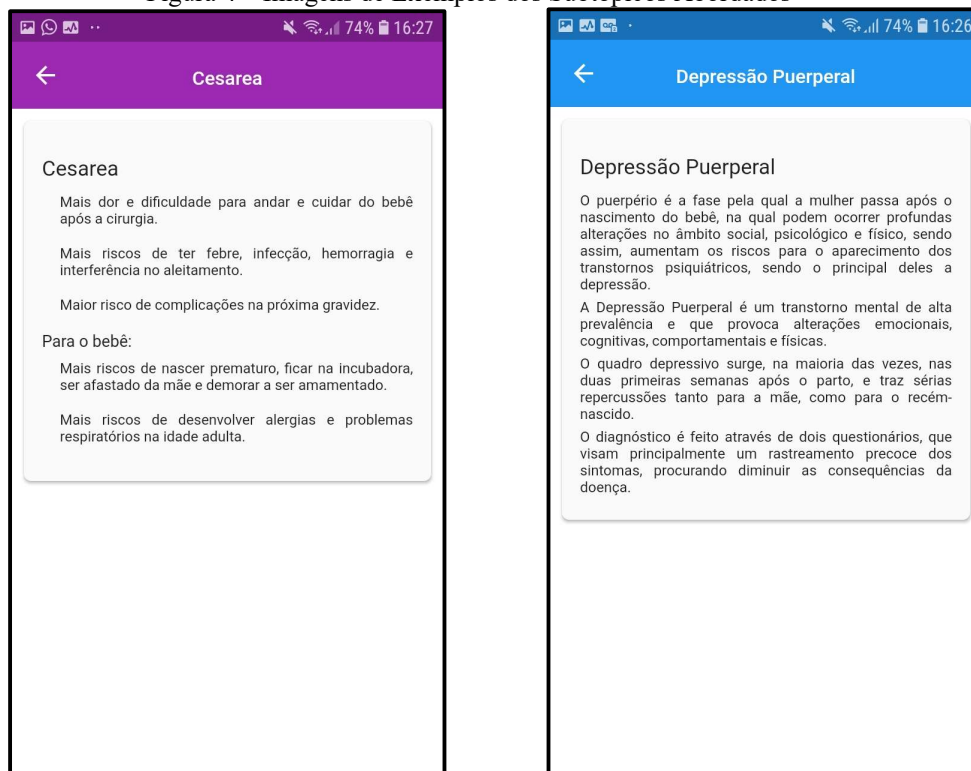 Figura 4 - Imagens de Exemplos dos Subtópicos Abordados
74% 16:27
Cesarea
Cesarea
Mais dor e dificuldade para andar e cuidar do bebê
após a cirurgia.
Mais riscos de ter febre, infecção, hemorragia e
interferência no aleitamento.
Maior risco de complicações na próxima gravidez.
Para o bebê:
Mais riscos de nascer prematuro, ficar na incubadora,
ser afastado da mãe e demorar a ser amamentado.
Mais riscos de desenvolver alergias e problemas
respiratórios na idade adulta.
74% 16:26
Depressão Puerperal
Depressão Puerperal
O puerpério é a fase pela qual a mulher passa após o
nascimento do bebê, na qual podem ocorrer profundas
alterações no âmbito social, psicológico e físico, sendo
assim, aumentam os riscos para o aparecimento dos
transtornos psiquiátricos, sendo o principal deles a
depressão.
A Depressão Puerperal é um transtorno mental de alta
prevalência e que provoca alterações emocionais,
cognitivas, comportamentais e físicas.
O quadro depressivo surge, na maioria das vezes, nas
duas primeiras semanas após o parto, e traz sérias
repercussões tanto para a mãe, como para o recém-
nascido.
O diagnóstico é feito através de dois questionários, que
visam principalmente um rastreamento precoce dos
sintomas, procurando diminuir as consequências da
doença.